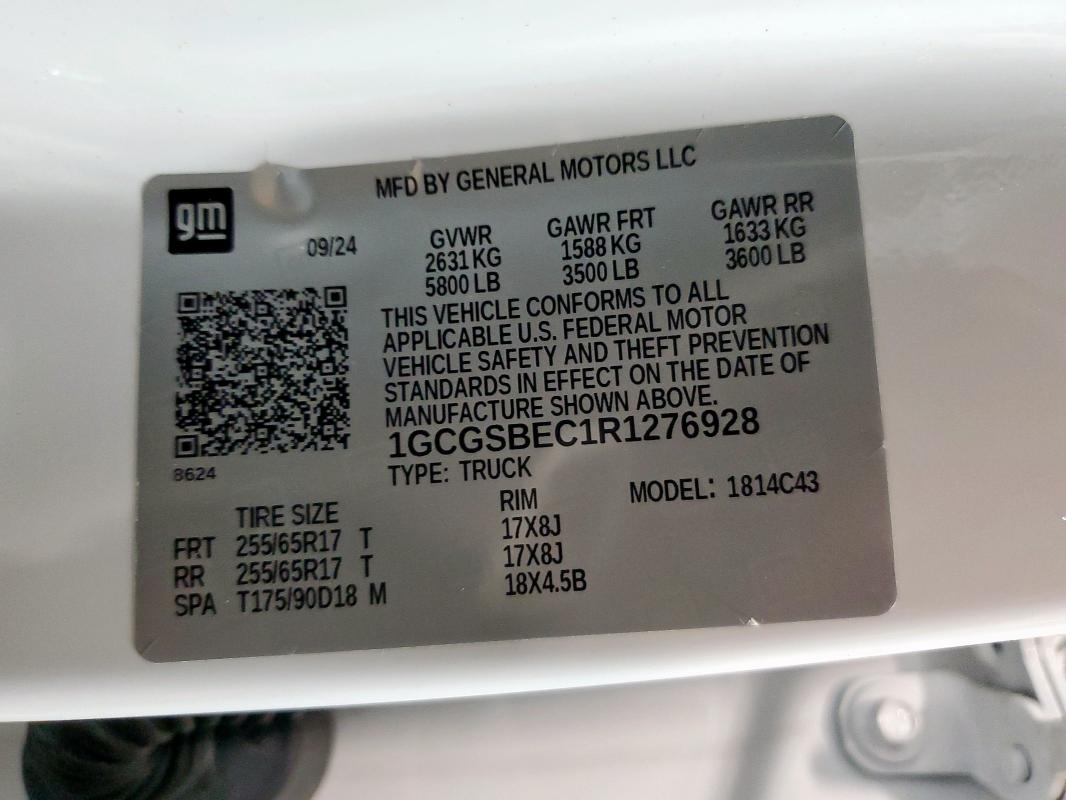 MFD BY GENERAL MOTORS LLC
gm
09/24
GVWR GAWR FRT GAWR RR
2631 KG 1588 KG 1633 KG
5800 LB 3500 LB 3600 LB
THIS VEHICLE CONFORMS TO ALL
APPLICABLE U.S. FEDERAL MOTOR
VEHICLE SAFETY AND THEFT PREVENTION
STANDARDS IN EFFECT ON THE DATE OF
MANUFACTURE SHOWN ABOVE.
1GCGSBEC1R1276928
8624
TYPE: TRUCK
MODEL: 1814C43
TIRE SIZE RIM
FRT 255/65R17 T 17X8J
RR 255/65R17 T 17X8J
SPA T175/90D18 M 18X4.5B